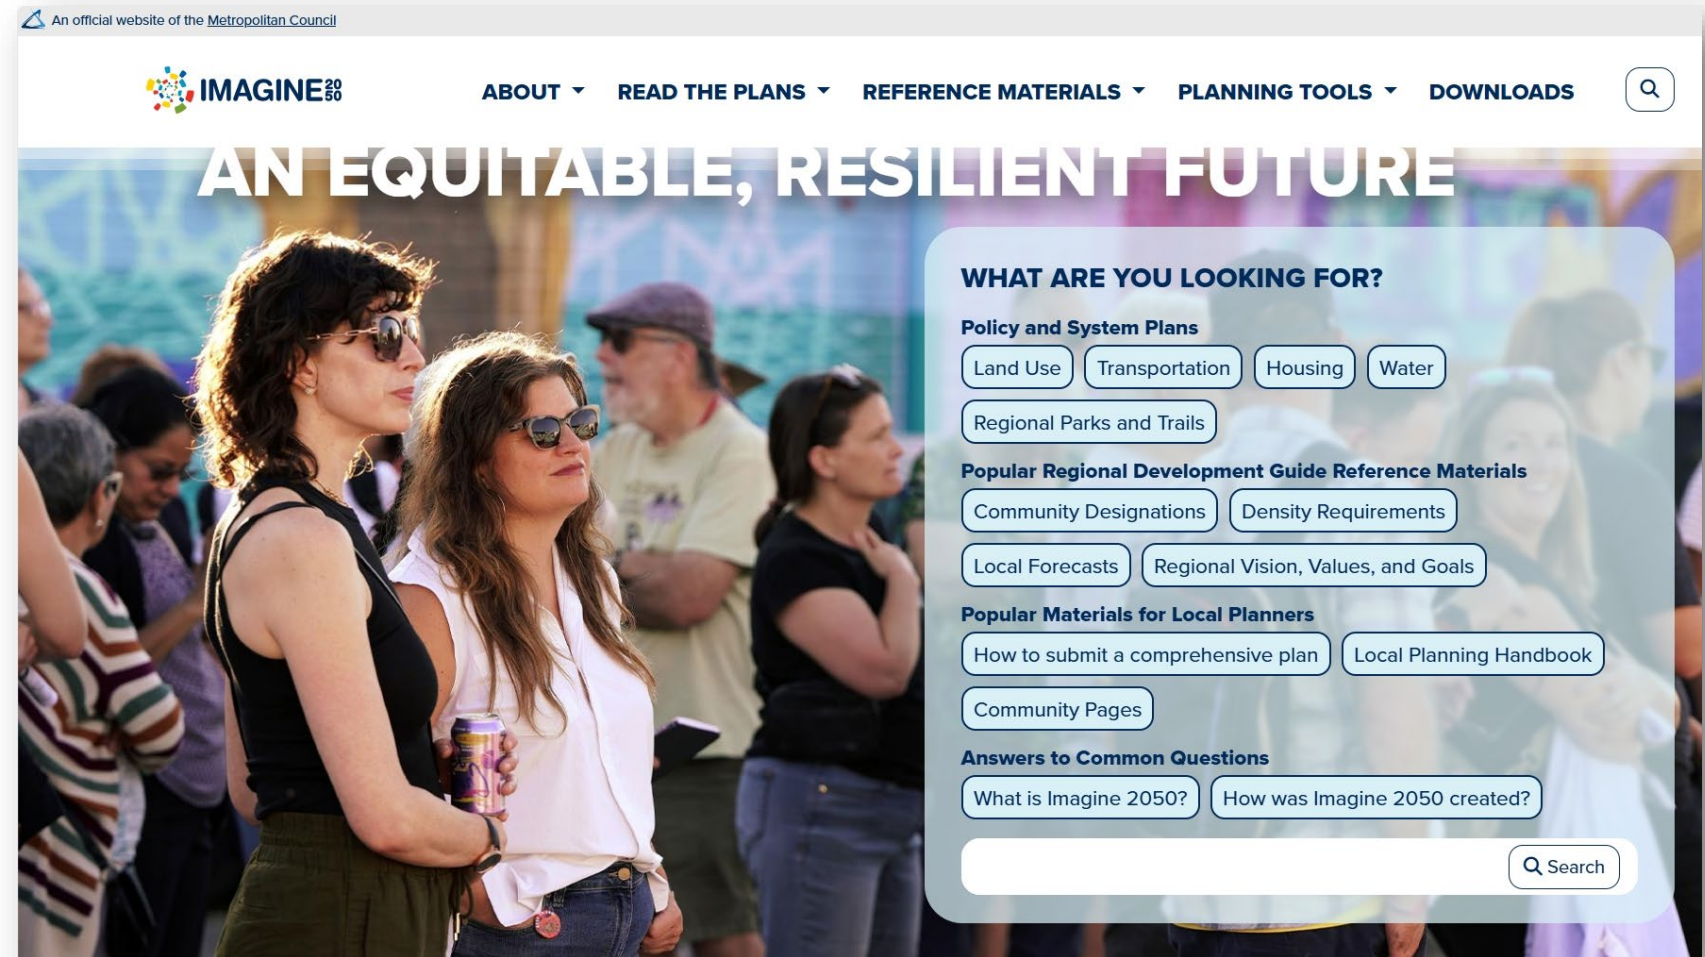 An official website of the Metropolitan Council
IMAGINE 20 50
ABOUT READ THE PLANS REFERENCE MATERIALS PLANNING TOOLS DOWNLOADS
AN EQUITABLE, RESILIENT FUTURE
WHAT ARE YOU LOOKING FOR?
Policy and System Plans
Land Use Transportation Housing Water
Regional Parks and Trails
Popular Regional Development Guide Reference Materials
Community Designations Density Requirements
Local Forecasts Regional Vision, Values, and Goals
Popular Materials for Local Planners
How to submit a comprehensive plan Local Planning Handbook
Community Pages
Answers to Common Questions
What is Imagine 2050? How was Imagine 2050 created?
Search